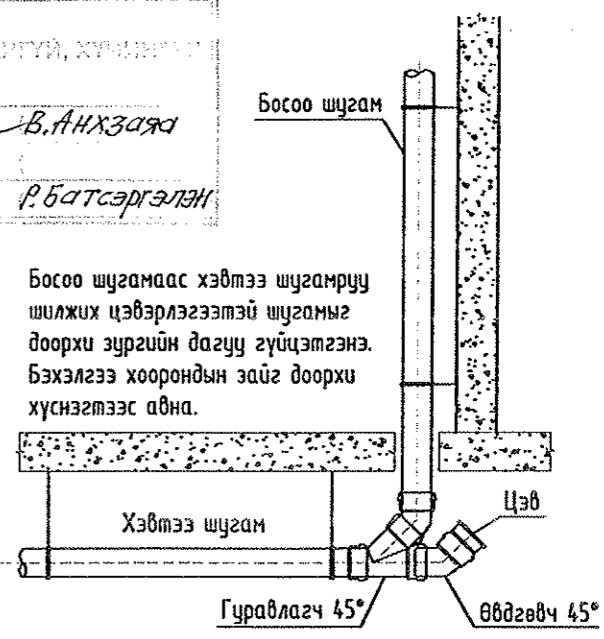 В.Анхзаяа
Р.Батсэргэлэн
Босоо шугам
Босоо шугамаас хэвтээ шугамруу
шилжих цэвэрлэгээтэй шугамыг
доорхи зургийн дагуу гүйцэтгэнэ.
Бэхэлгээ хоорондын зайг доорхи
хүснэгтээс авна.
Хэвтээ шугам
Цэв
Гуравлагч 45°
Өвдгөвч 45°